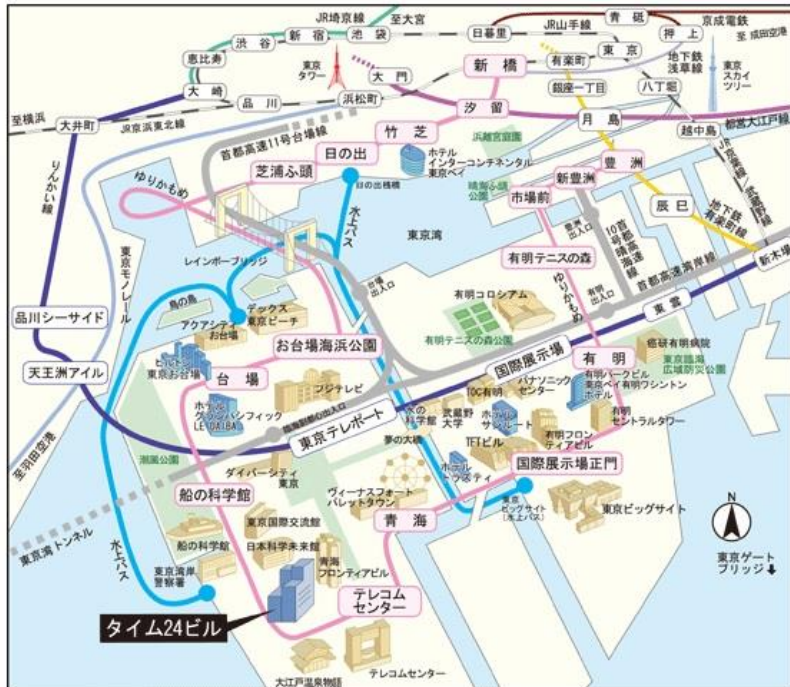 JR埼京線
至大宮
青砥
京成電鉄
新宿
池袋
日暮里
JR山手線
押上
至 成田空港
渋谷
恵比寿
東京
タワー
大門
新橋
有楽町
東京
地下鉄
浅草線
東京
スカイ
ツリー
大崎
品川
浜松町
汐留
銀座一丁目
八丁堀
至横浜
大井町
JR京浜東北線
首都高速11号台場線
竹芝
浜離宮庭園
月島
越中島
都営大江戸線
日の出
ホテル
インターコンチネンタル
東京ベイ
豊洲
JR京葉線
武蔵野線
りんかい線
ゆりかもめ
芝浦ふ頭
日の出桟橋
晴海ふ頭
公園
新豊洲
市場前
辰巳
地下鉄
有楽町線
水上バス
東京湾
豊洲
出入口
10号晴海線
首都高速
新木場
東京モノレール
レインボーブリッジ
台場
出入口
有明テニスの森
ゆりかもめ
首都高速湾岸線
有明
出入口
東雲
鳥の島
デックス
東京ビーチ
有明コロシアム
品川シーサイド
アクアシティ
お台場
お台場海浜公園
有明テニスの森公園
国際展示場
有明
癌研有明病院
東京臨海
広域防災公園
天王洲アイル
ヒルトン
東京お台場
台場
フジテレビ
TOC有明
パナソニック
センター
有明パークビル
東京ベイ有明ワシントン
ホテル
ホテル
グランパシフィック
LE DAIBA
臨海副都心出入口
東京テレポート
水の
科学館
武蔵野
大学
ホテル
サンルート
有明
セントラルタワー
至羽田空港
潮風公園
夢の大橋
TFTビル
有明フロン
ティアビル
ダイバーシティ
東京
ホテル
トラスティ
国際展示場正門
船の科学館
ヴィーナスフォート
パレットタウン
東京
ビッグサイト
(水上バス)
東京ビッグサイト
N
東京湾トンネル
水上バス
東京国際交流館
青海
船の科学館
日本科学未来館
東京ゲート
ブリッジ↓
東京湾岸
警察署
青海
フロンティアビル
テレコム
センター
タイム24ビル
大江戸温泉物語
テレコムセンター